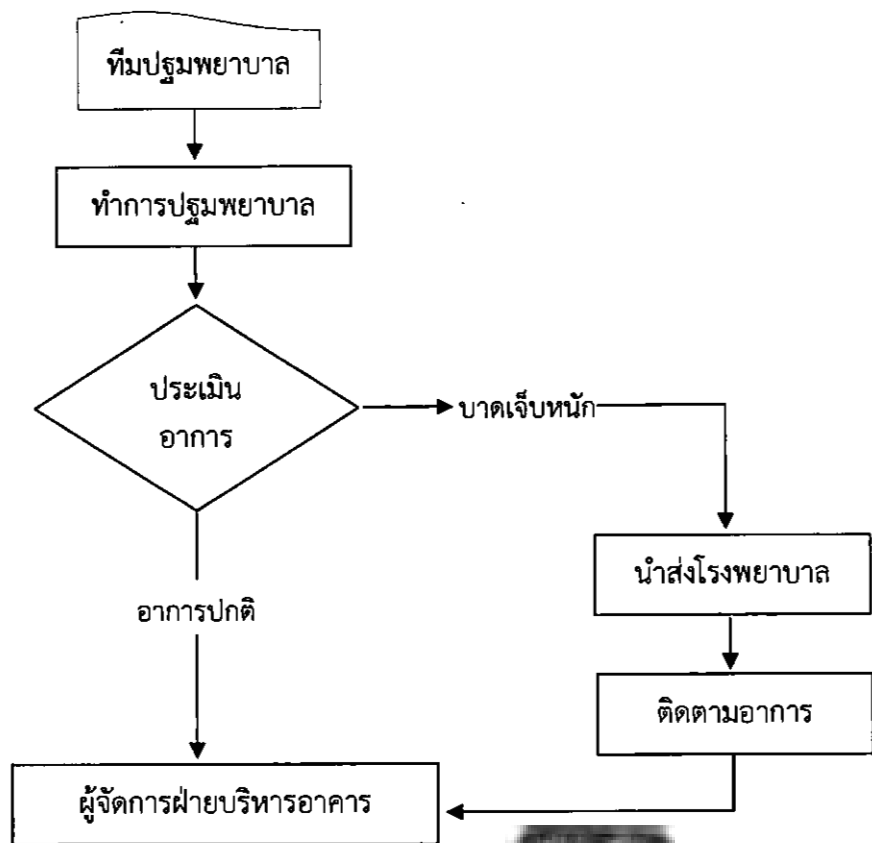 ทีมปฐมพยาบาล
ทำการปฐมพยาบาล
ประเมิน
อาการ
บาดเจ็บหนัก
นำส่งโรงพยาบาล
อาการปกติ
ติดตามอาการ
ผู้จัดการฝ่ายบริหารอาคาร